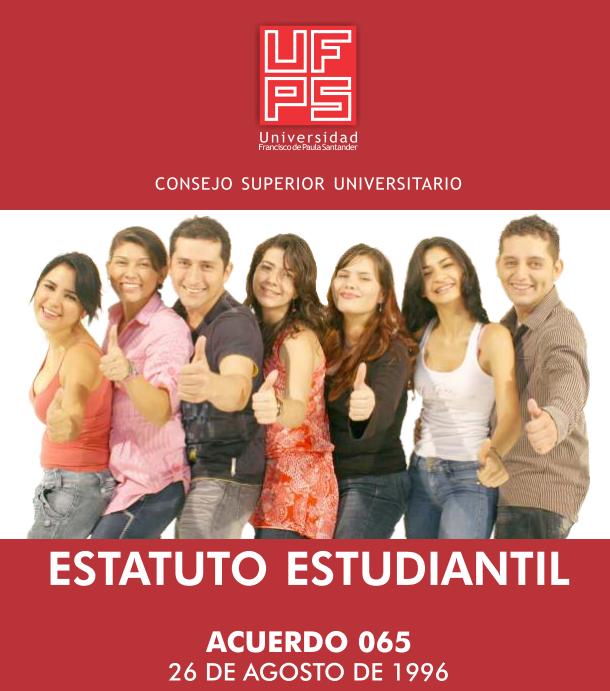 UF
PS
Universidad
Francisco de Paula Santander
CONSEJO SUPERIOR UNIVERSITARIO
ESTATUTO ESTUDIANTIL
ACUERDO 065
26 DE AGOSTO DE 1996